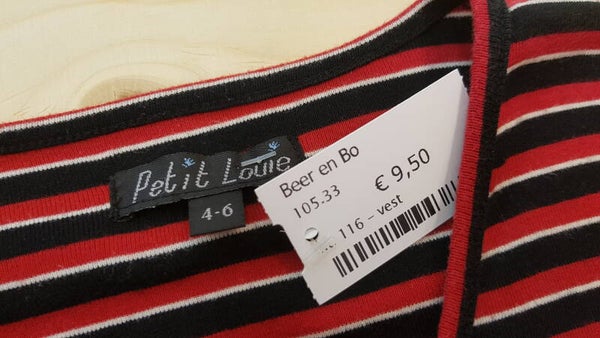 Petit Louie
4-6
Beer en Bo
105.33
€ 9,50
116 – vest